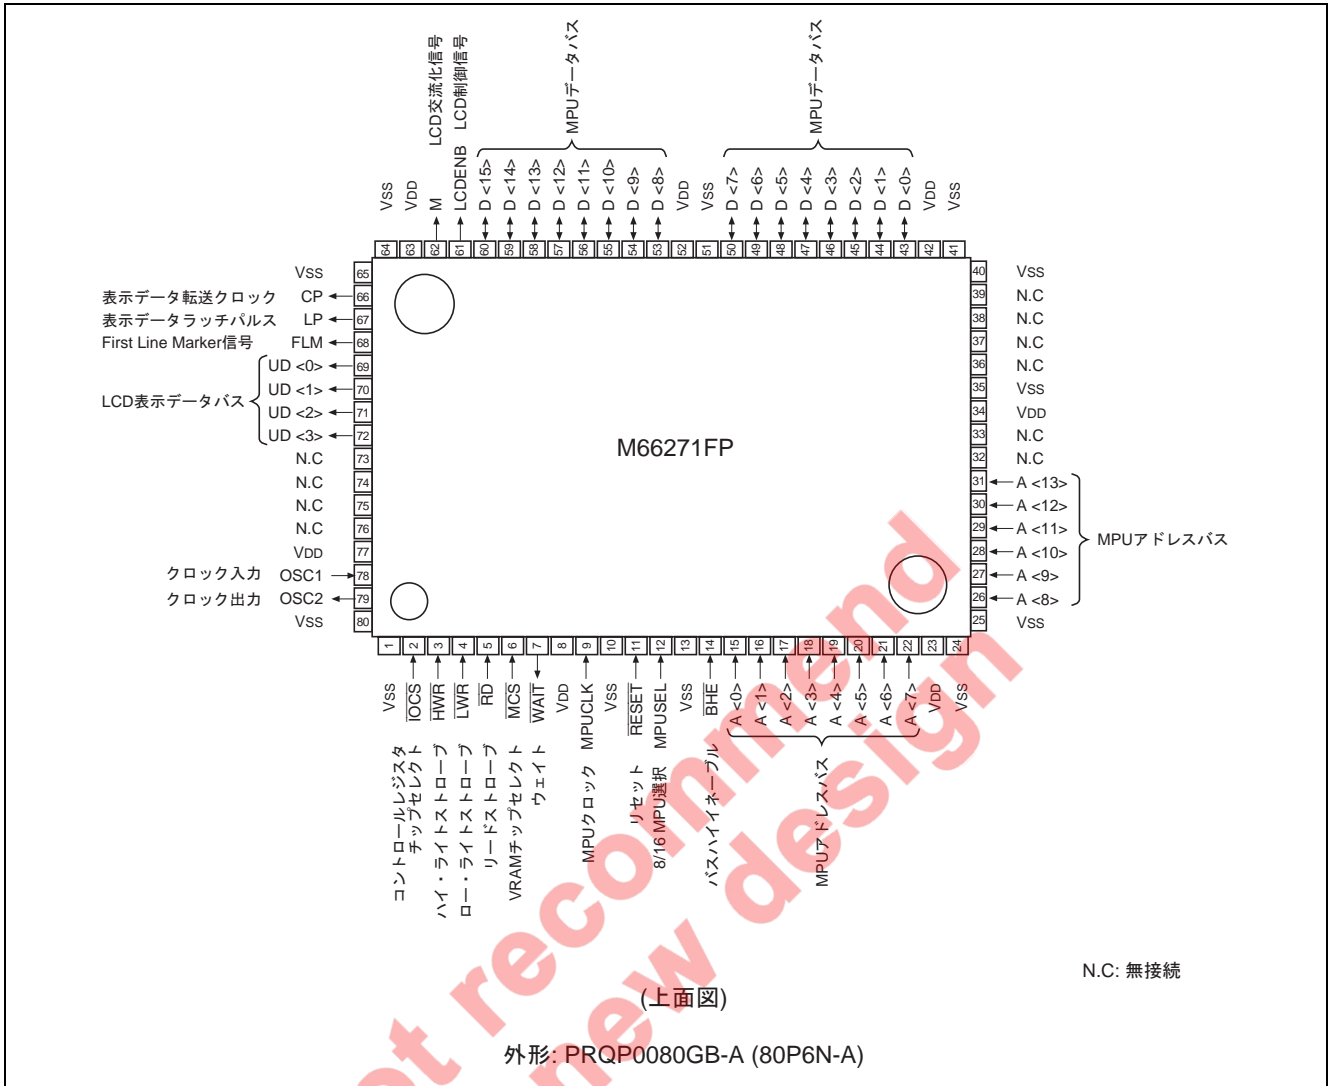 LCD交流化信号
LCD制御信号
MPUデータバス
MPUデータバス
VSS
VDD
M
LCDENB
D <15>
D <14>
D <13>
D <12>
D <11>
D <10>
D <9>
D <8>
VDD
VSS
D <7>
D <6>
D <5>
D <4>
D <3>
D <2>
D <1>
D <0>
VDD
VSS
64
63
62
61
60
59
58
57
56
55
54
53
52
51
50
49
48
47
46
45
44
43
42
41
VSS 65
表示データ転送クロック CP 66
表示データラッチパルス LP 67
First Line Marker信号 FLM 68
LCD表示データバス
UD <0> 69
UD <1> 70
UD <2> 71
UD <3> 72
N.C 73
N.C 74
N.C 75
N.C 76
VDD 77
クロック入力 OSC1 78
クロック出力 OSC2 79
VSS 80
M66271FP
40 VSS
39 N.C
38 N.C
37 N.C
36 N.C
35 VSS
34 VDD
33 N.C
32 N.C
31 A <13>
30 A <12>
29 A <11>
28 A <10>
27 A <9>
26 A <8>
25 VSS
MPUアドレスバス
1
2
3
4
5
6
7
8
9
10
11
12
13
14
15
16
17
18
19
20
21
22
23
24
VSS
IOCS
HWR
LWR
RD
MCS
WAIT
VDD
MPUCLK
VSS
RESET
MPUSEL
VSS
BHE
A <0>
A <1>
A <2>
A <3>
A <4>
A <5>
A <6>
A <7>
VDD
VSS
コントロールレジスタ
チップセレクト
ハイ・ライトストローブ
ロー・ライトストローブ
リードストローブ
VRAMチップセレクト
ウェイト
MPUクロック
リセット
8/16 MPU選択
バスハイイネーブル
MPUアドレスバス
N.C: 無接続
(上面図)
外形: PRQP0080GB-A (80P6N-A)
ot recommend
new design